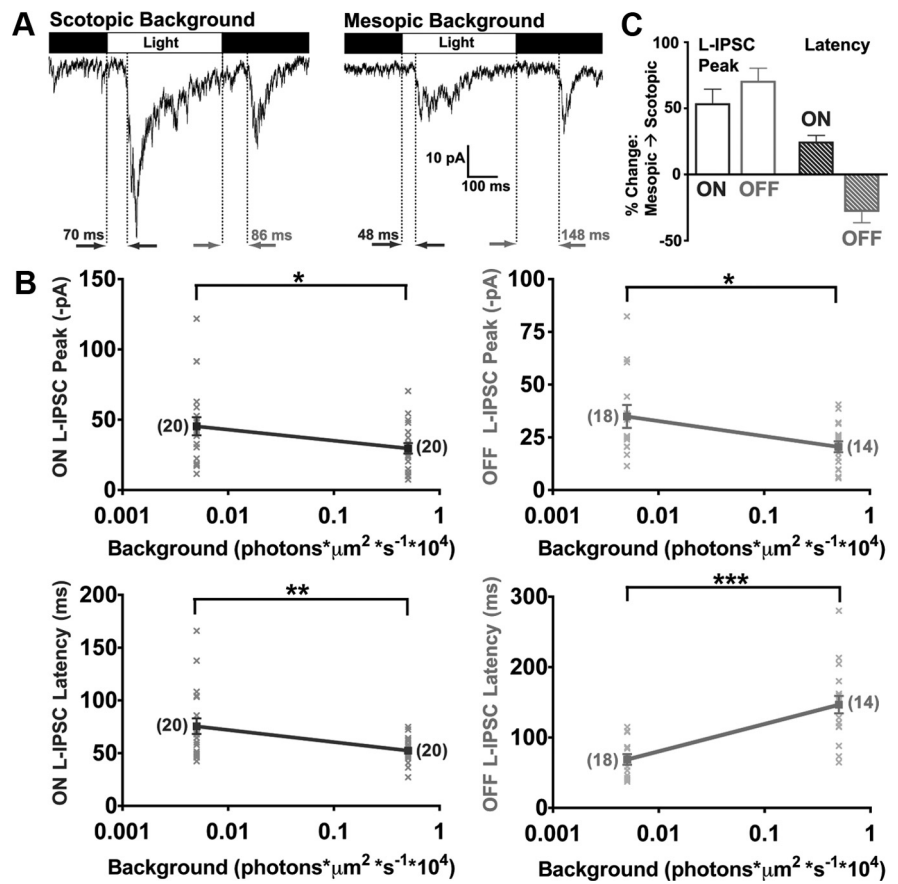 A
Scotopic Background
Light
70 ms
86 ms
Mesopic Background
Light
10 pA
100 ms
48 ms
148 ms
C
% Change:
Mesopic → Scotopic
100
50
0
-50
L-IPSC
Peak
Latency
ON
OFF
ON
OFF
B
ON L-IPSC Peak (-pA)
150
100
50
0
*
(20)
(20)
0.001
0.01
0.1
1
Background (photons*μm² *s⁻¹*10⁴)
OFF L-IPSC Peak (-pA)
100
75
50
25
0
*
(18)
(14)
0.001
0.01
0.1
1
Background (photons*μm² *s⁻¹*10⁴)
ON L-IPSC Latency (ms)
200
150
100
50
0
**
(20)
(20)
0.001
0.01
0.1
1
Background (photons*μm² *s⁻¹*10⁴)
OFF L-IPSC Latency (ms)
300
200
100
0
***
(18)
(14)
0.001
0.01
0.1
1
Background (photons*μm² *s⁻¹*10⁴)